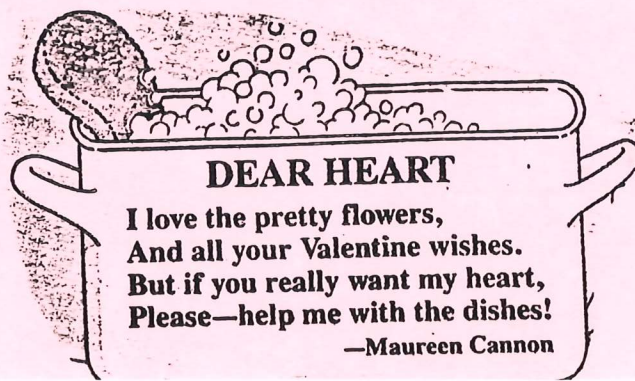 DEAR HEART
I love the pretty flowers,
And all your Valentine wishes.
But if you really want my heart,
Please—help me with the dishes!
—Maureen Cannon